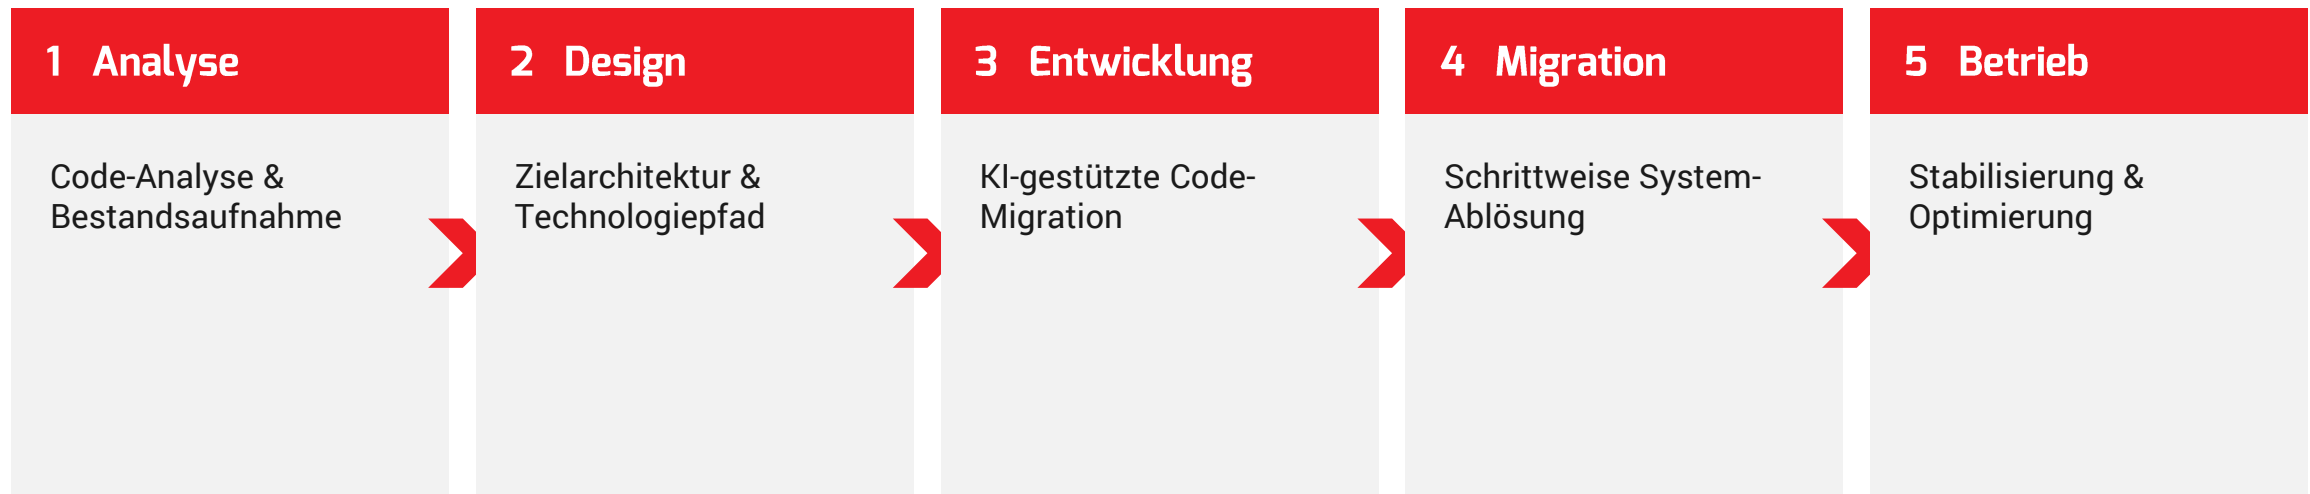 1 Analyse
Code-Analyse &
Bestandsaufnahme
2 Design
Zielarchitektur &
Technologiepfad
3 Entwicklung
KI-gestützte Code-
Migration
4 Migration
Schrittweise System-
Ablösung
5 Betrieb
Stabilisierung &
Optimierung